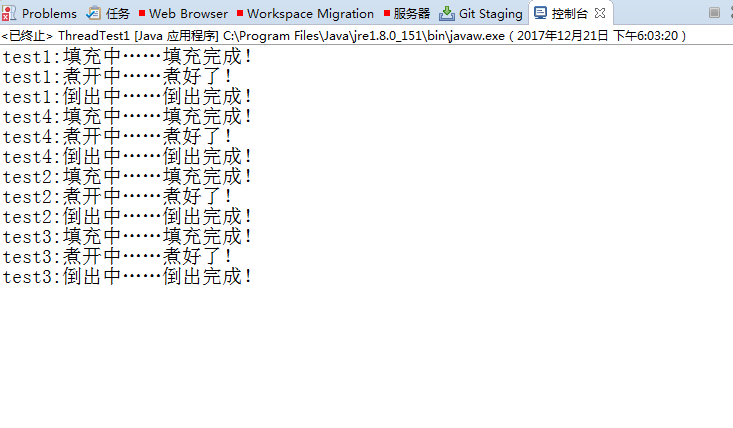 Problems 任务 Web Browser Workspace Migration 服务器 Git Staging 控制台
<已终止> ThreadTest1 [Java 应用程序] C:\Program Files\Java\jre1.8.0_151\bin\javaw.exe ( 2017年12月21日 下午6:03:20 )
test1:填充中……填充完成!
test1:煮开中……煮好了!
test1:倒出中……倒出完成!
test4:填充中……填充完成!
test4:煮开中……煮好了!
test4:倒出中……倒出完成!
test2:填充中……填充完成!
test2:煮开中……煮好了!
test2:倒出中……倒出完成!
test3:填充中……填充完成!
test3:煮开中……煮好了!
test3:倒出中……倒出完成!